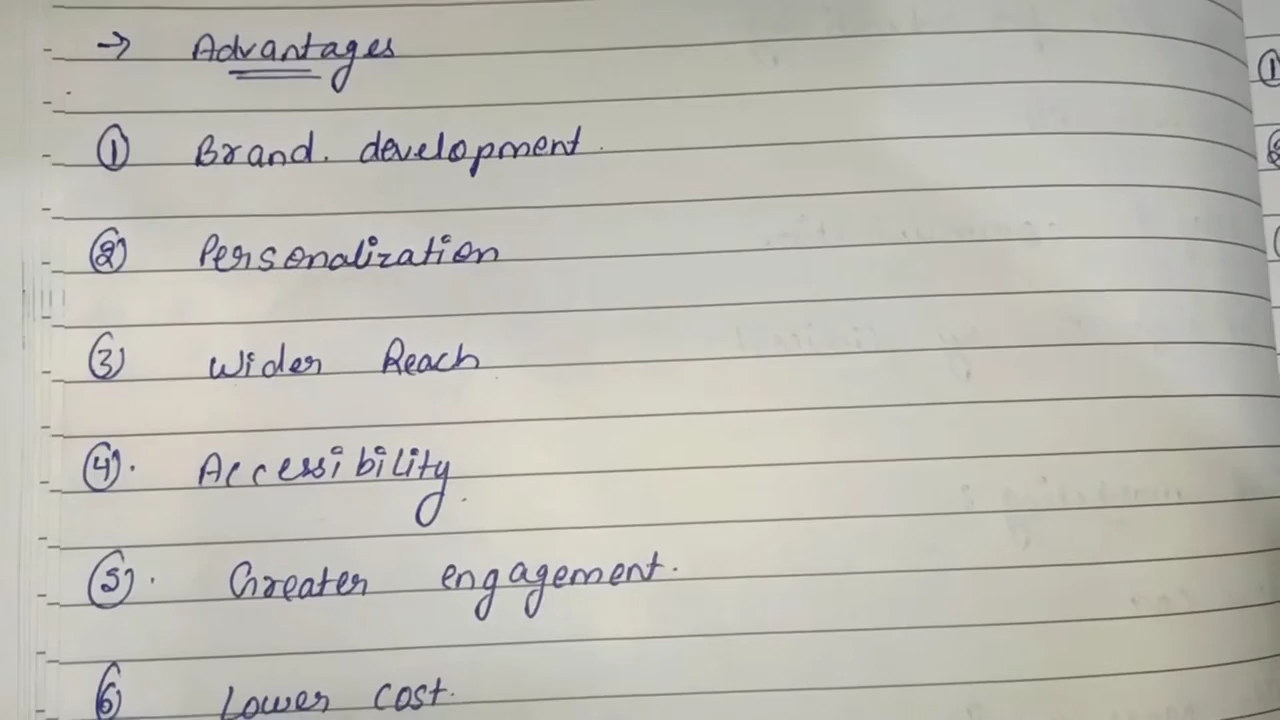 → Advantages
① Brand. development.
② Personalization
③ Wider Reach
④. Accessibility.
⑤. Greater engagement.
⑥ Lower cost.